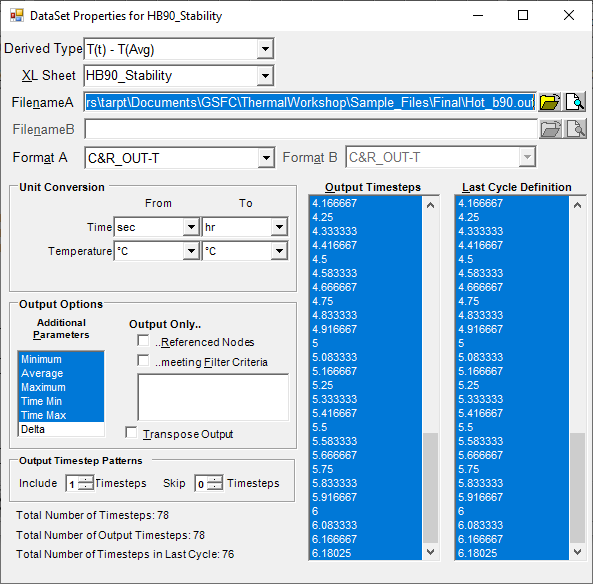 DataSet Properties for HB90_Stability
Derived Type T(t) - T(Avg)
XL Sheet HB90_Stability
FilenameA rs\tarpt\Documents\GSFC\ThermalWorkshop\Sample_Files\Final\Hot_b90.out
FilenameB
Format A C&R_OUT-T Format B C&R_OUT-T
Unit Conversion
From To
Time sec hr
Temperature °C °C
Output Options
Additional Parameters
Minimum
Average
Maximum
Time Min
Time Max
Delta
Output Only..
..Referenced Nodes
..meeting Filter Criteria
Transpose Output
Output Timestep Patterns
Include 1 Timesteps Skip 0 Timesteps
Total Number of Timesteps: 78
Total Number of Output Timesteps: 78
Total Number of Timesteps in Last Cycle: 76
Output Timesteps
4.166667
4.25
4.333333
4.416667
4.5
4.583333
4.666667
4.75
4.833333
4.916667
5
5.083333
5.166667
5.25
5.333333
5.416667
5.5
5.583333
5.666667
5.75
5.833333
5.916667
6
6.083333
6.166667
6.18025
Last Cycle Definition
4.166667
4.25
4.333333
4.416667
4.5
4.583333
4.666667
4.75
4.833333
4.916667
5
5.083333
5.166667
5.25
5.333333
5.416667
5.5
5.583333
5.666667
5.75
5.833333
5.916667
6
6.083333
6.166667
6.18025